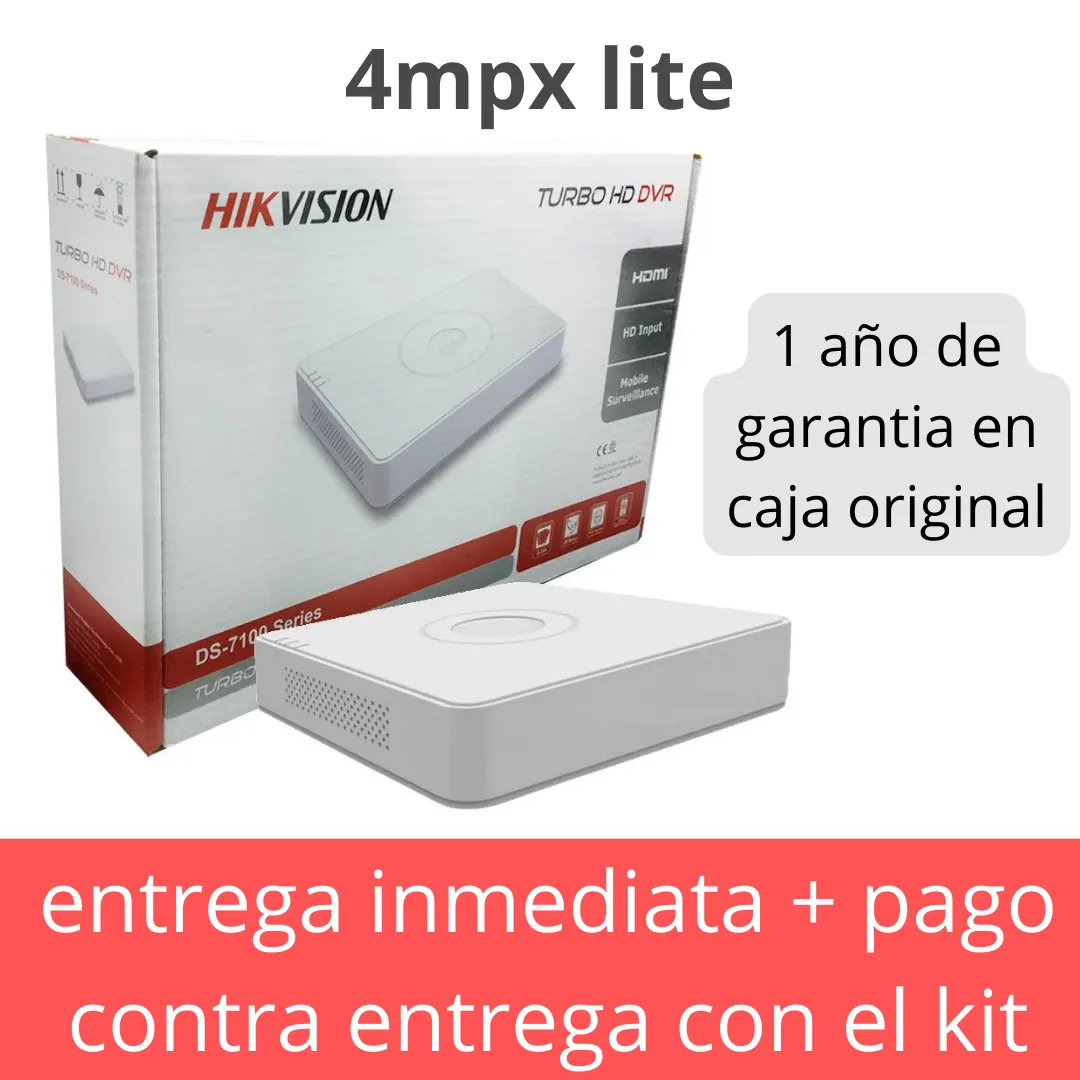 4mpx lite
HIKVISION
TURBO HD DVR
TURBO HD DVR
DS-7100 Series
HDMI
HD Input
Mobile
Surveillance
1 año de
garantia en
caja original
DS-7100 Series
TURBO
entrega inmediata + pago
contra entrega con el kit